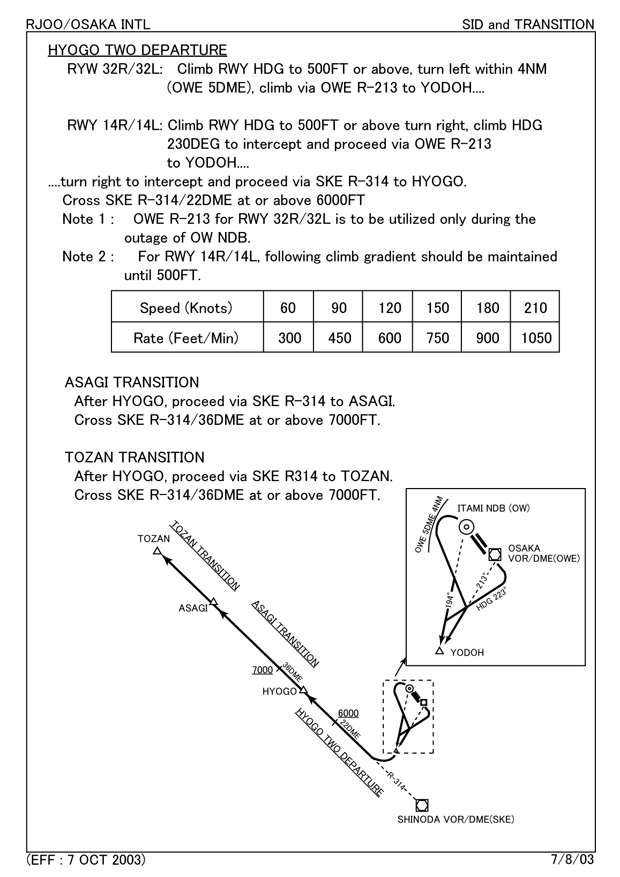 RJOO/OSAKA INTL SID and TRANSITION
HYOGO TWO DEPARTURE
RYW 32R/32L: Climb RWY HDG to 500FT or above, turn left within 4NM
(OWE 5DME), climb via OWE R-213 to YODOH....
RWY 14R/14L: Climb RWY HDG to 500FT or above turn right, climb HDG
230DEG to intercept and proceed via OWE R-213
to YODOH....
....turn right to intercept and proceed via SKE R-314 to HYOGO.
Cross SKE R-314/22DME at or above 6000FT
Note 1 : OWE R-213 for RWY 32R/32L is to be utilized only during the
outage of OW NDB.
Note 2 : For RWY 14R/14L, following climb gradient should be maintained
until 500FT.
Speed (Knots) 60 90 120 150 180 210
Rate (Feet/Min) 300 450 600 750 900 1050
ASAGI TRANSITION
After HYOGO, proceed via SKE R-314 to ASAGI.
Cross SKE R-314/36DME at or above 7000FT.
TOZAN TRANSITION
After HYOGO, proceed via SKE R314 to TOZAN.
Cross SKE R-314/36DME at or above 7000FT.
OWE 5DME 4NM
ITAMI NDB (OW)
OSAKA
VOR/DME(OWE)
213°
194°
HDG 223°
YODOH
TOZAN
TOZAN TRANSITION
ASAGI
ASAGI TRANSITION
7000
36DME
HYOGO
6000
22DME
HYOGO TWO DEPARTURE
R-314
SHINODA VOR/DME(SKE)
(EFF : 7 OCT 2003) 7/8/03